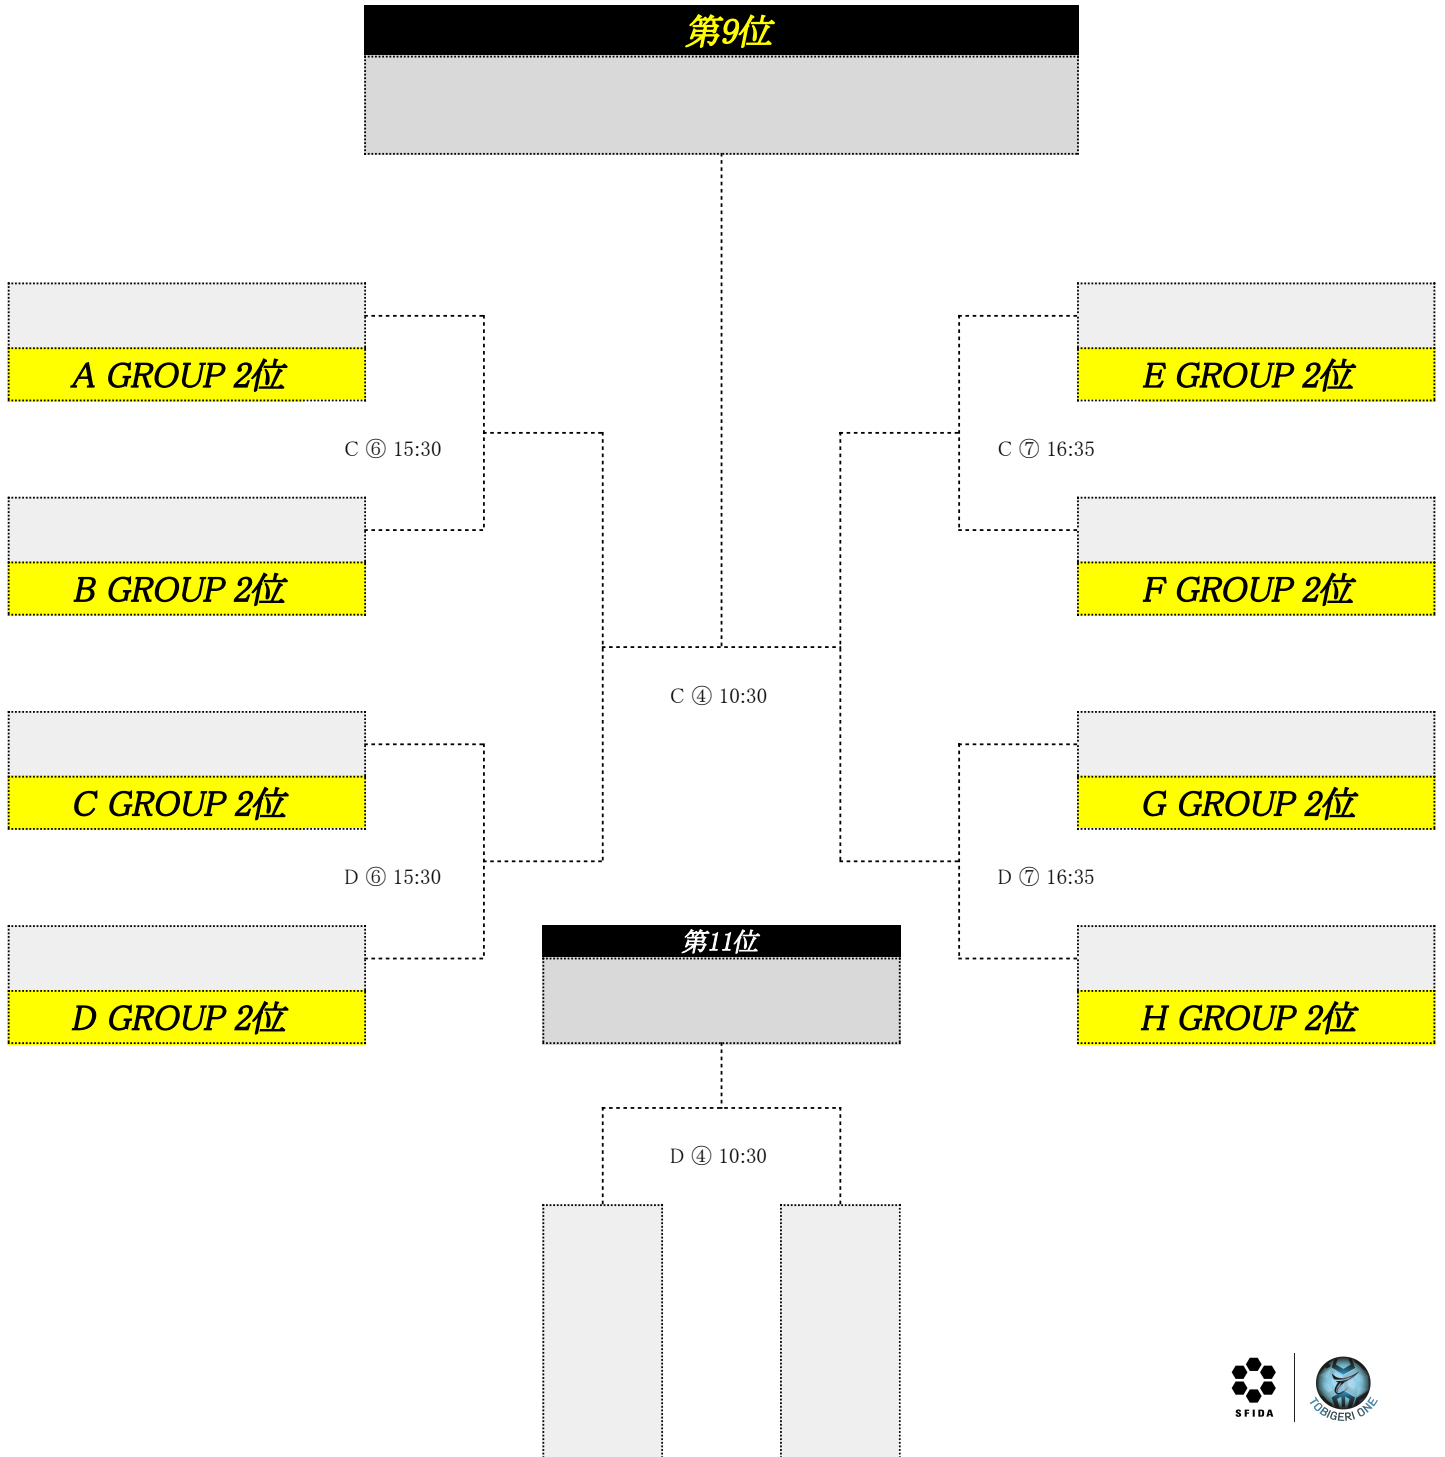 第9位
A GROUP 2位
E GROUP 2位
C ⑥ 15:30
C ⑦ 16:35
B GROUP 2位
F GROUP 2位
C ④ 10:30
C GROUP 2位
G GROUP 2位
D ⑥ 15:30
D ⑦ 16:35
第11位
D GROUP 2位
H GROUP 2位
D ④ 10:30
SFIDA
TOBIGERI ONE